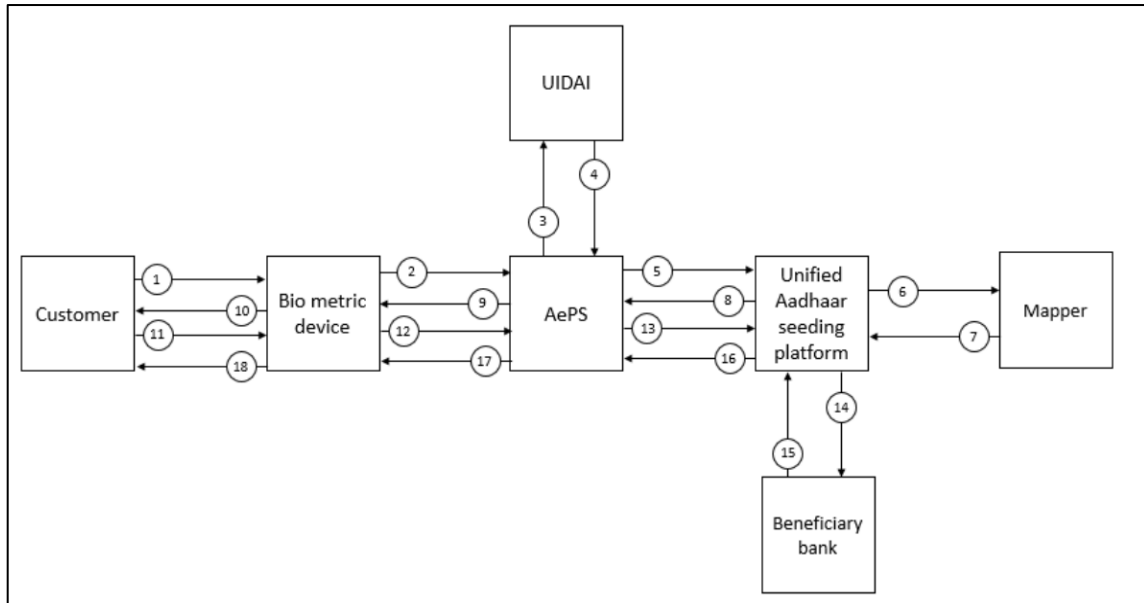 UIDAI
4
3
1
2
5
Unified
Aadhaar
seeding
platform
6
Customer
10
11
18
Bio metric
device
9
12
17
AePS
8
13
16
7
Mapper
14
15
Beneficiary
bank